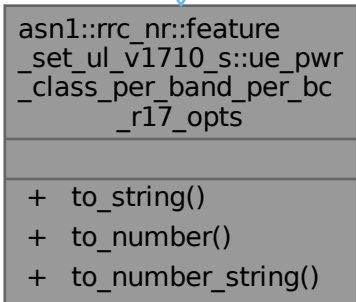 asn1::rrc_nr::feature
_set_ul_v1710_s::ue_pwr
_class_per_band_per_bc
_r17_opts
+ to_string()
+ to_number()
+ to_number_string()